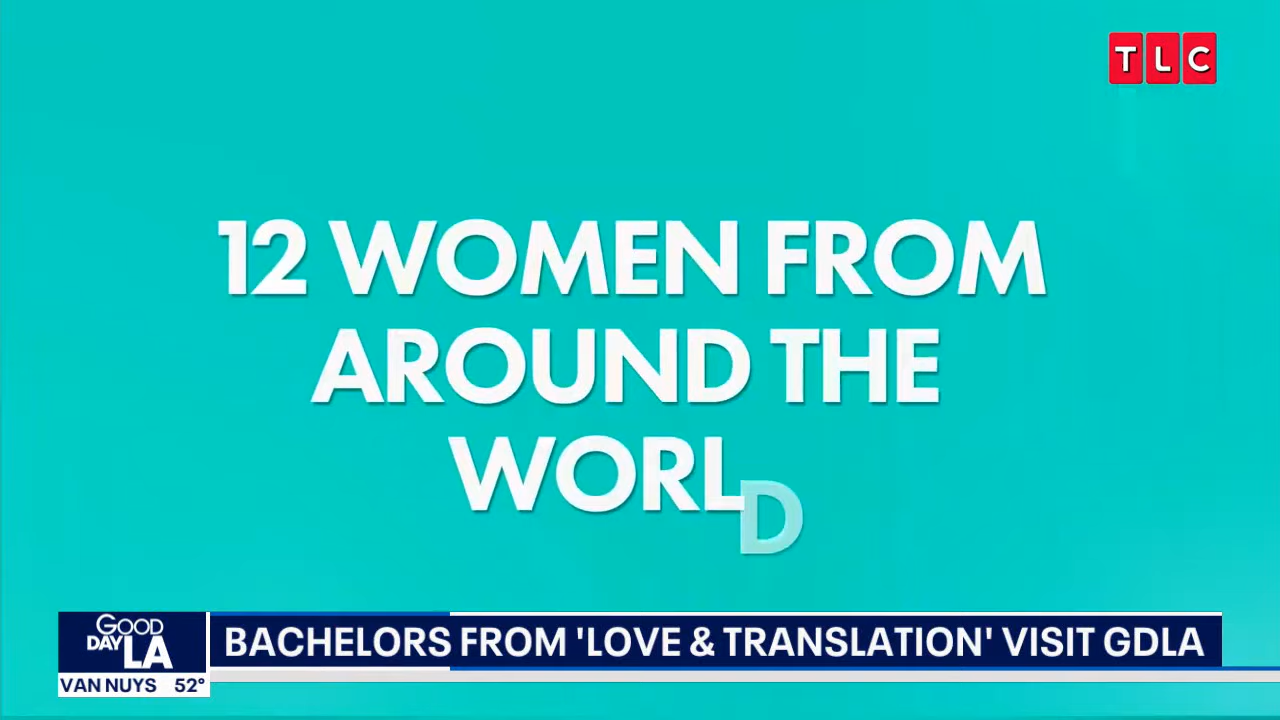 TLC
12 WOMEN FROM
AROUND THE
WORLD
GOOD
DAY LA
BACHELORS FROM 'LOVE & TRANSLATION' VISIT GDLA
VAN NUYS 52°